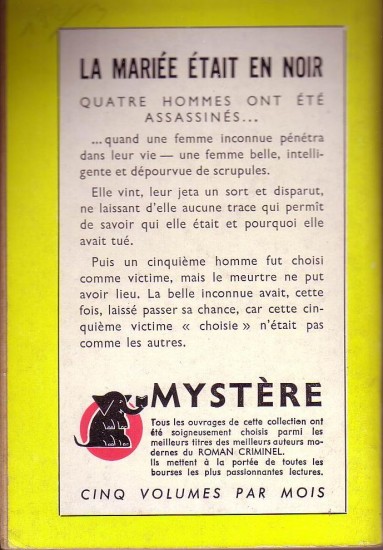 LA MARIÉE ÉTAIT EN NOIR
QUATRE HOMMES ONT ÉTÉ
ASSASSINÉS...
...quand une femme inconnue pénétra
dans leur vie — une femme belle, intelli-
gente et dépourvue de scrupules.
Elle vint, leur jeta un sort et disparut,
ne laissant d'elle aucune trace qui permît
de savoir qui elle était et pourquoi elle
avait tué.
Puis un cinquième homme fut choisi
comme victime, mais le meurtre ne put
avoir lieu. La belle inconnue avait, cette
fois, laissé passer sa chance, car cette cin-
quième victime « choisie » n'était pas
comme les autres.
MYSTÈRE
Tous les ouvrages de cette collection ont
été soigneusement choisis parmi les
meilleurs titres des meilleurs auteurs mo-
dernes du ROMAN CRIMINEL.
Ils mettent à la portée de toutes les
bourses les plus passionnantes lectures.
CINQ VOLUMES PAR MOIS